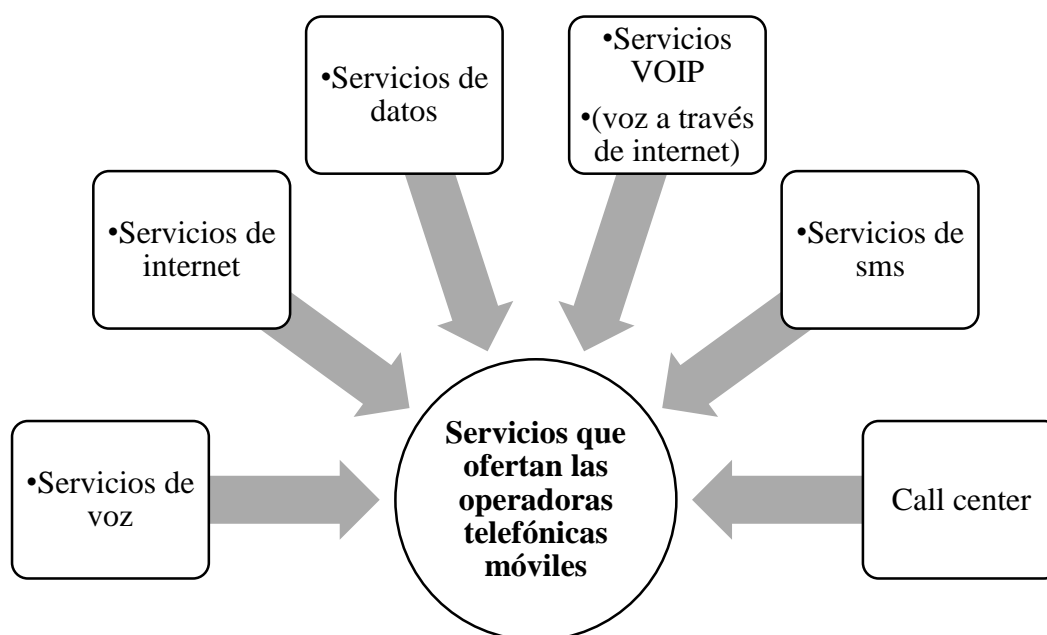 •Servicios
VOIP
•(voz a través
de internet)
•Servicios de
datos
•Servicios de
internet
•Servicios de
sms
•Servicios de
voz
Servicios que
ofertan las
operadoras
telefónicas
móviles
Call center